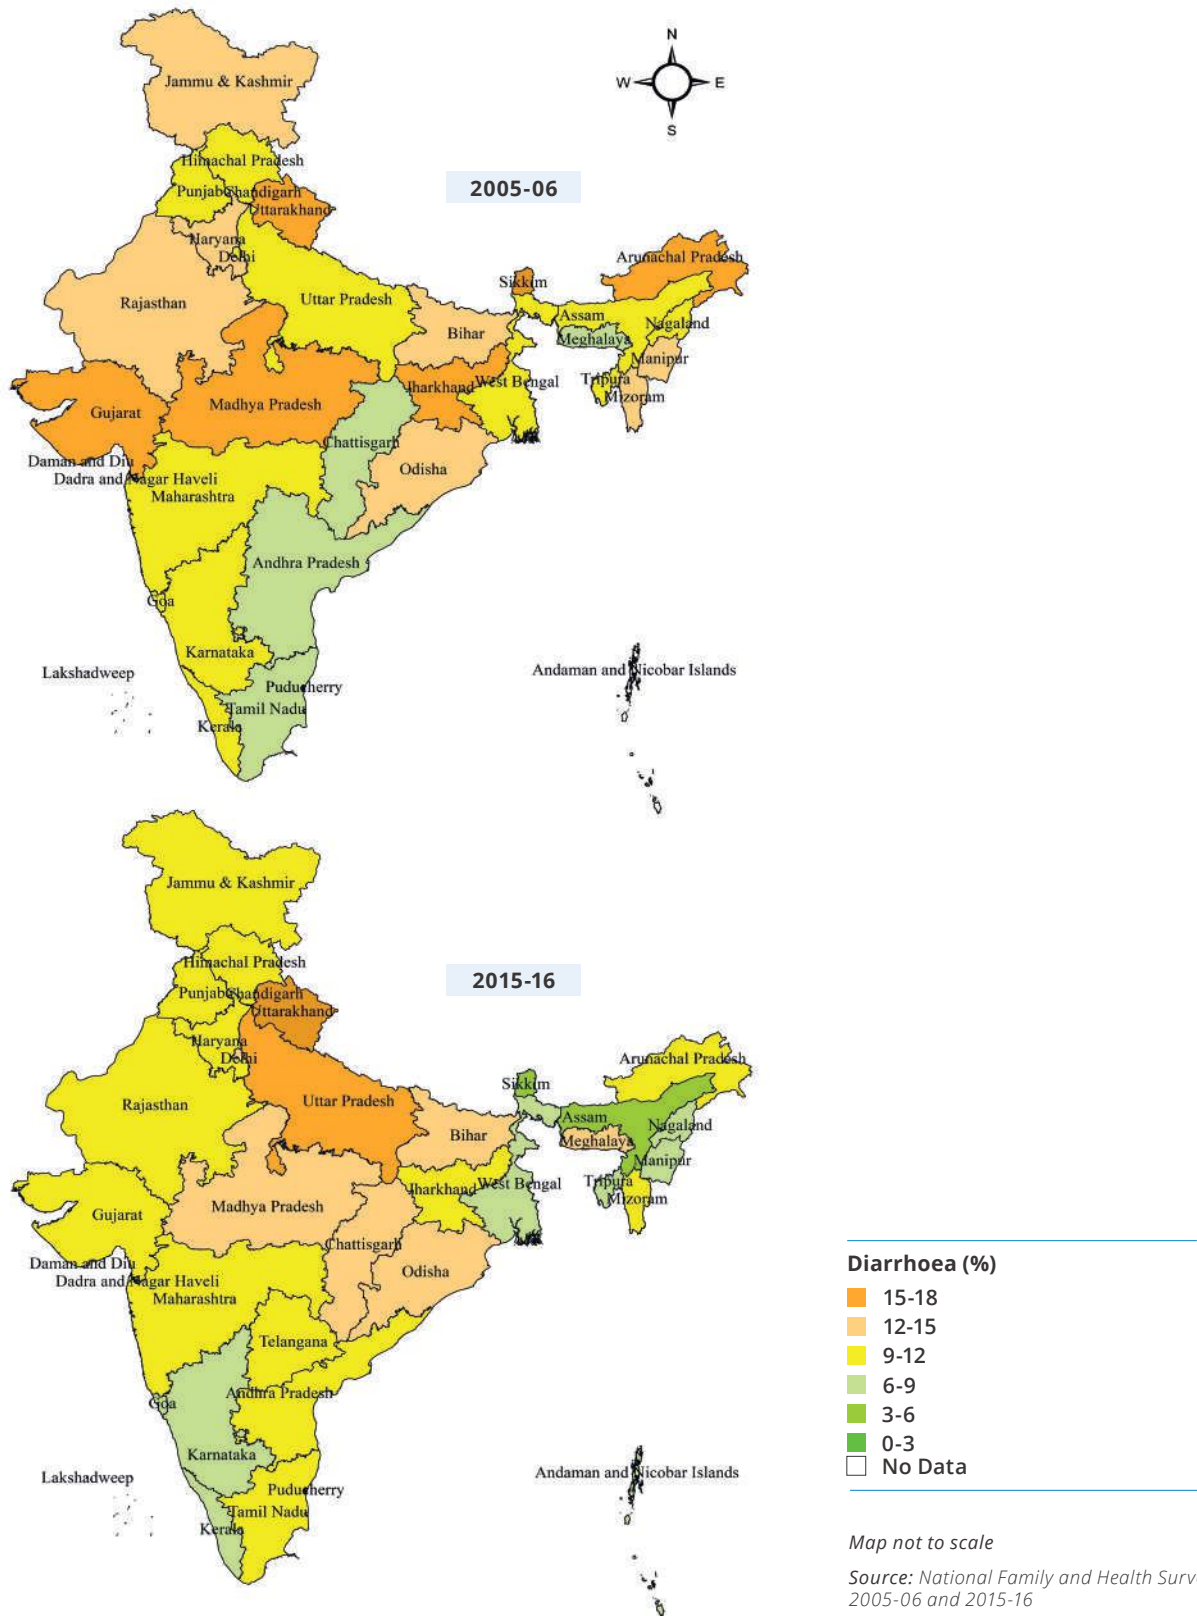 N
W
E
S
2005-06
Jammu & Kashmir
Himachal Pradesh
Punjab
Chandigarh
Uttarakhand
Haryana
Delhi
Arunachal Pradesh
Sikkim
Rajasthan
Uttar Pradesh
Assam
Nagaland
Bihar
Meghalaya
Manipur
Tripura
Mizoram
Jharkhand
West Bengal
Gujarat
Madhya Pradesh
Chattisgarh
Daman and Diu
Odisha
Dadra and Nagar Haveli
Maharashtra
Andhra Pradesh
Goa
Karnataka
Lakshadweep
Andaman and Nicobar Islands
Puducherry
Tamil Nadu
Kerala
2015-16
Jammu & Kashmir
Himachal Pradesh
Punjab
Chandigarh
Uttarakhand
Haryana
Delhi
Arunachal Pradesh
Sikkim
Rajasthan
Uttar Pradesh
Assam
Nagaland
Bihar
Meghalaya
Manipur
Tripura
Mizoram
Jharkhand
West Bengal
Gujarat
Madhya Pradesh
Chattisgarh
Daman and Diu
Odisha
Dadra and Nagar Haveli
Maharashtra
Telangana
Andhra Pradesh
Goa
Karnataka
Lakshadweep
Andaman and Nicobar Islands
Puducherry
Tamil Nadu
Kerala
Diarrhoea (%)
15-18
12-15
9-12
6-9
3-6
0-3
No Data
Map not to scale
Source: National Family and Health Surv
2005-06 and 2015-16